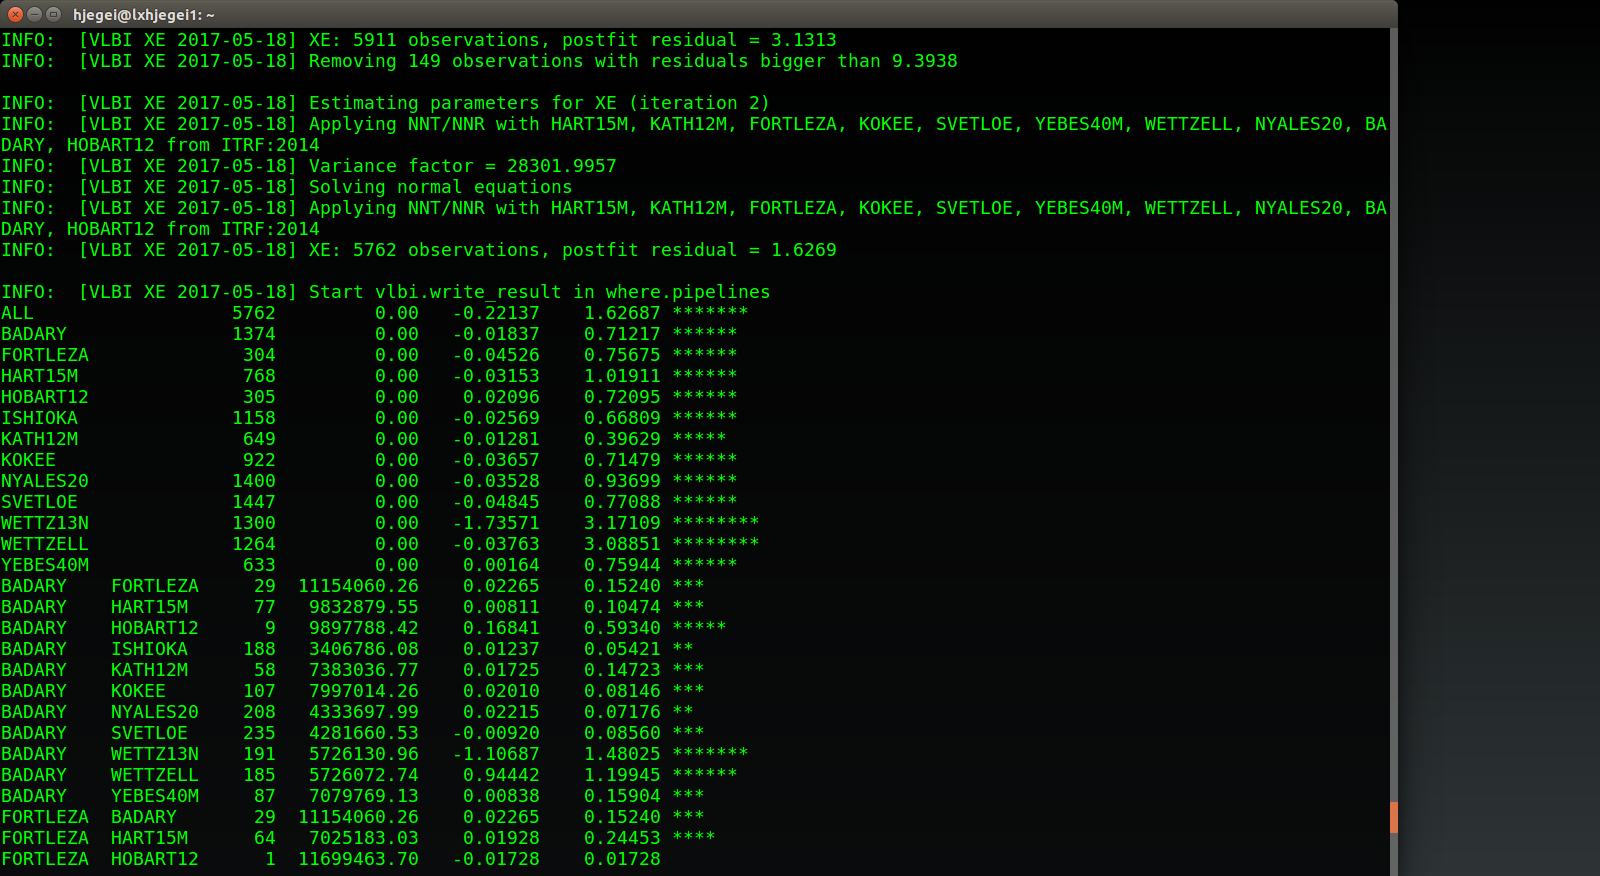 hjegei@lxhjegei1: ~
INFO:  [VLBI XE 2017-05-18] XE: 5911 observations, postfit residual = 3.1313
INFO:  [VLBI XE 2017-05-18] Removing 149 observations with residuals bigger than 9.3938
INFO:  [VLBI XE 2017-05-18] Estimating parameters for XE (iteration 2)
INFO:  [VLBI XE 2017-05-18] Applying NNT/NNR with HART15M, KATH12M, FORTLEZA, KOKEE, SVETLOE, YEBES40M, WETTZELL, NYALES20, BA
DARY, HOBART12 from ITRF:2014
INFO:  [VLBI XE 2017-05-18] Variance factor = 28301.9957
INFO:  [VLBI XE 2017-05-18] Solving normal equations
INFO:  [VLBI XE 2017-05-18] Applying NNT/NNR with HART15M, KATH12M, FORTLEZA, KOKEE, SVETLOE, YEBES40M, WETTZELL, NYALES20, BA
DARY, HOBART12 from ITRF:2014
INFO:  [VLBI XE 2017-05-18] XE: 5762 observations, postfit residual = 1.6269
INFO:  [VLBI XE 2017-05-18] Start vlbi.write_result in where.pipelines
ALL                  5762         0.00   -0.22137    1.62687 *******
BADARY               1374         0.00   -0.01837    0.71217 ******
FORTLEZA              304         0.00   -0.04526    0.75675 ******
HART15M               768         0.00   -0.03153    1.01911 ******
HOBART12              305         0.00    0.02096    0.72095 ******
ISHIOKA              1158         0.00   -0.02569    0.66809 ******
KATH12M               649         0.00   -0.01281    0.39629 *****
KOKEE                 922         0.00   -0.03657    0.71479 ******
NYALES20             1400         0.00   -0.03528    0.93699 ******
SVETLOE              1447         0.00   -0.04845    0.77088 ******
WETTZ13N             1300         0.00   -1.73571    3.17109 ********
WETTZELL             1264         0.00   -0.03763    3.08851 ********
YEBES40M              633         0.00    0.00164    0.75944 ******
BADARY    FORTLEZA     29  11154060.26    0.02265    0.15240 ***
BADARY    HART15M      77   9832879.55    0.00811    0.10474 ***
BADARY    HOBART12      9   9897788.42    0.16841    0.59340 *****
BADARY    ISHIOKA     188   3406786.08    0.01237    0.05421 **
BADARY    KATH12M      58   7383036.77    0.01725    0.14723 ***
BADARY    KOKEE       107   7997014.26    0.02010    0.08146 ***
BADARY    NYALES20    208   4333697.99    0.02215    0.07176 **
BADARY    SVETLOE     235   4281660.53   -0.00920    0.08560 ***
BADARY    WETTZ13N    191   5726130.96   -1.10687    1.48025 *******
BADARY    WETTZELL    185   5726072.74    0.94442    1.19945 ******
BADARY    YEBES40M     87   7079769.13    0.00838    0.15904 ***
FORTLEZA  BADARY       29  11154060.26    0.02265    0.15240 ***
FORTLEZA  HART15M      64   7025183.03    0.01928    0.24453 ****
FORTLEZA  HOBART12      1  11699463.70   -0.01728    0.01728